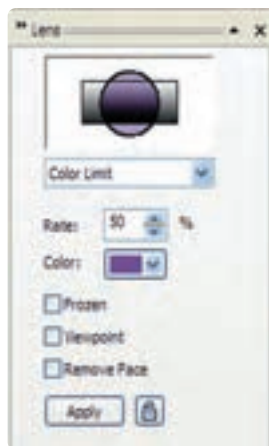 Lens
Color Limit
Rate: 50 %
Color:
Frozen
Viewpoint
Remove Face
Apply